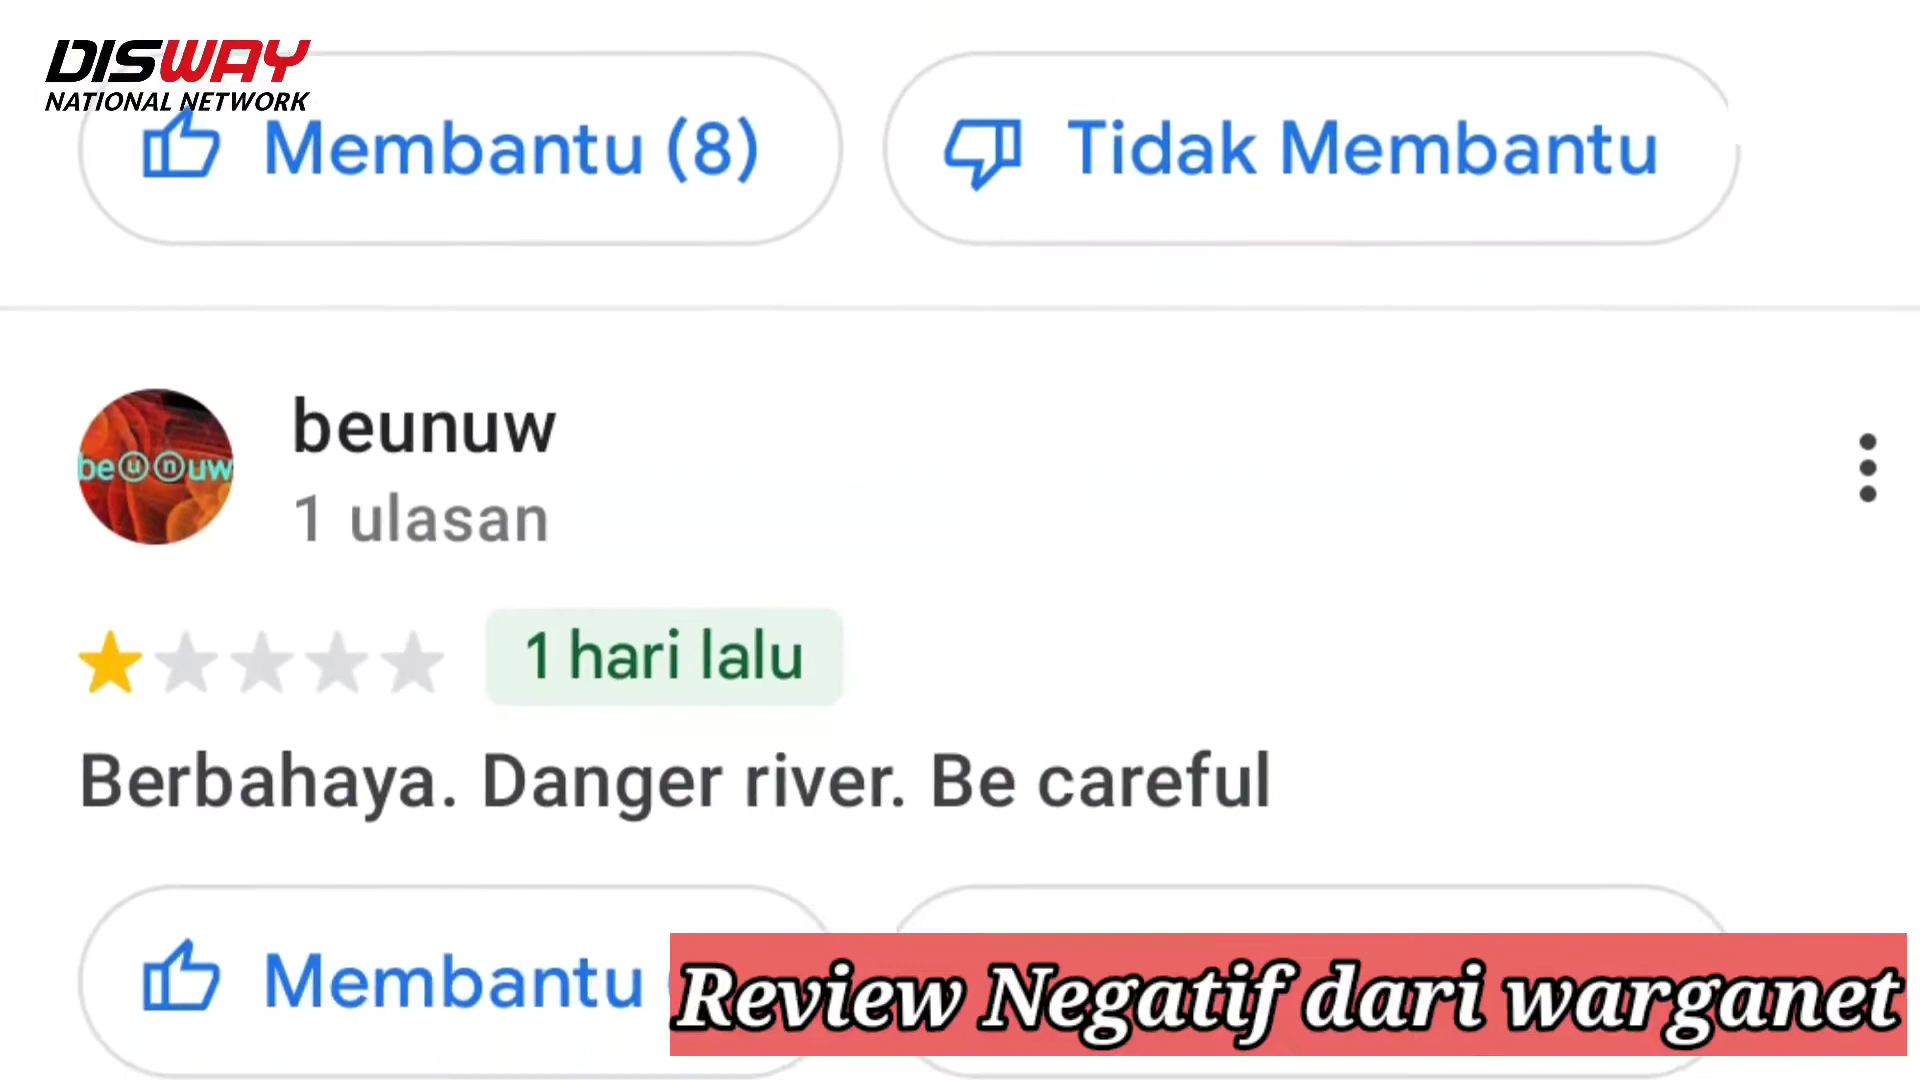 DISWAY
NATIONAL NETWORK
Membantu (8)
Tidak Membantu
beunuw
beunuw
1 ulasan
1 hari lalu
Berbahaya. Danger river. Be careful
Membantu
Review Negatif dari warganet